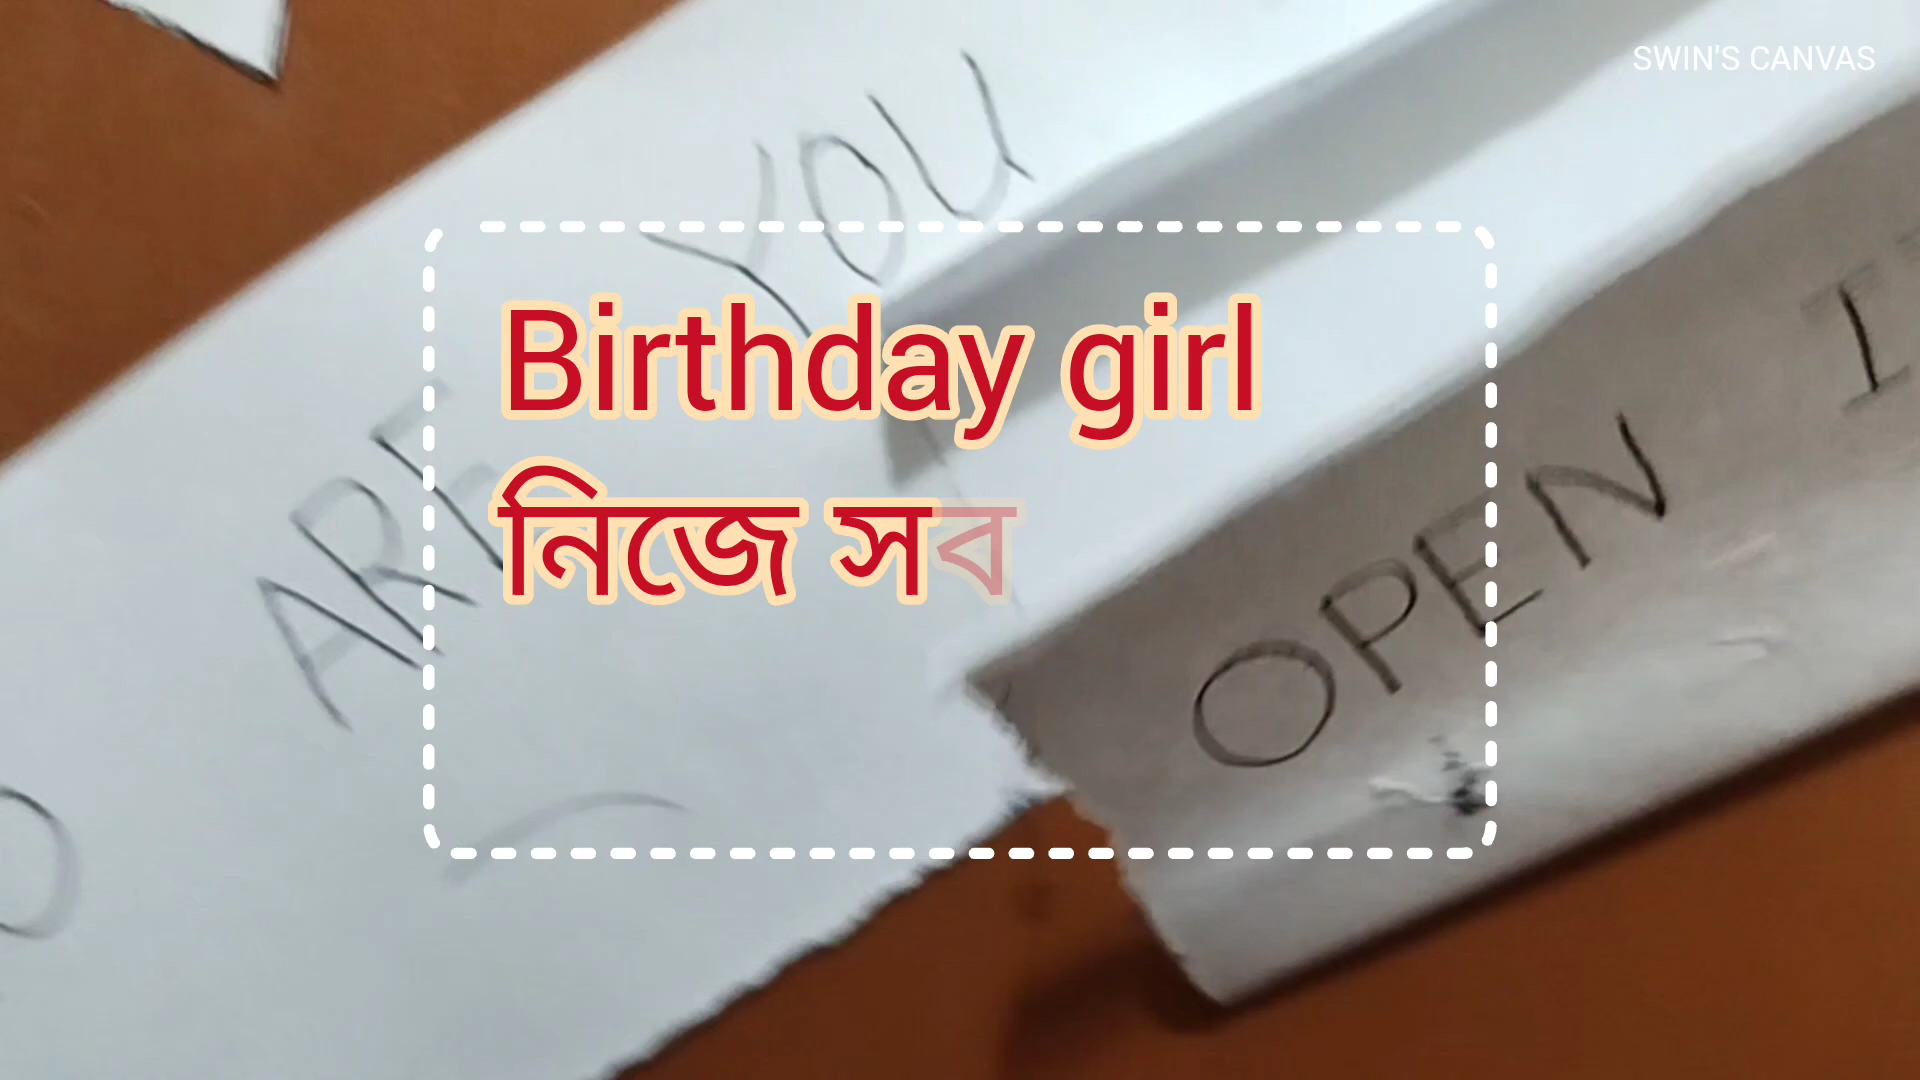 SWIN'S CANVAS
ARE YOU
OPEN
Birthday girl
নিজে সব